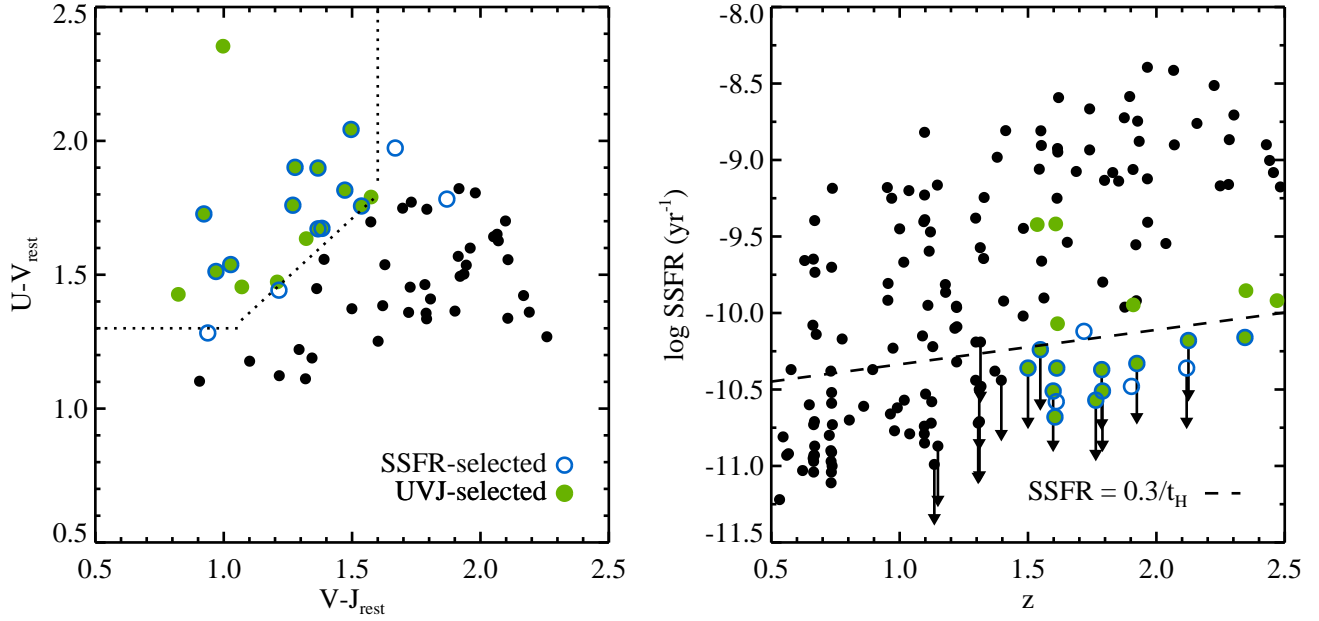 2.5
2.0
1.5
1.0
0.5
U-V_rest
0.5 1.0 1.5 2.0 2.5
V-J_rest
SSFR-selected
UVJ-selected
-8.0
-8.5
-9.0
-9.5
-10.0
-10.5
-11.0
-11.5
log SSFR (yr^-1)
SSFR = 0.3/t_H
0.5 1.0 1.5 2.0 2.5
z